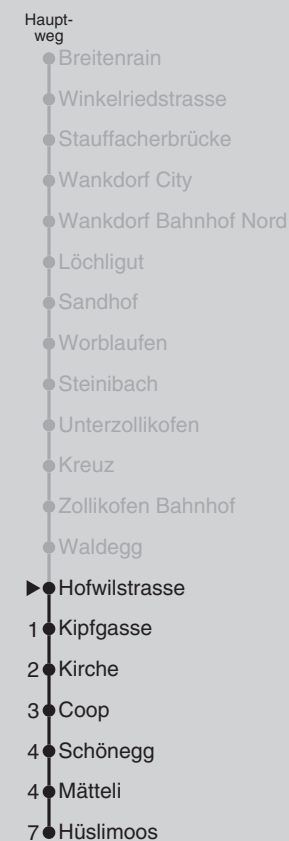 Haupt-
weg
Breitenrain
Winkelriedstrasse
Stauffacherbrücke
Wankdorf City
Wankdorf Bahnhof Nord
Löchligut
Sandhof
Worblaufen
Steinibach
Unterzollikofen
Kreuz
Zollikofen Bahnhof
Waldegg
Hofwilstrasse
1 Kipfgasse
2 Kirche
3 Coop
4 Schönegg
4 Mätteli
7 Hüslimoos